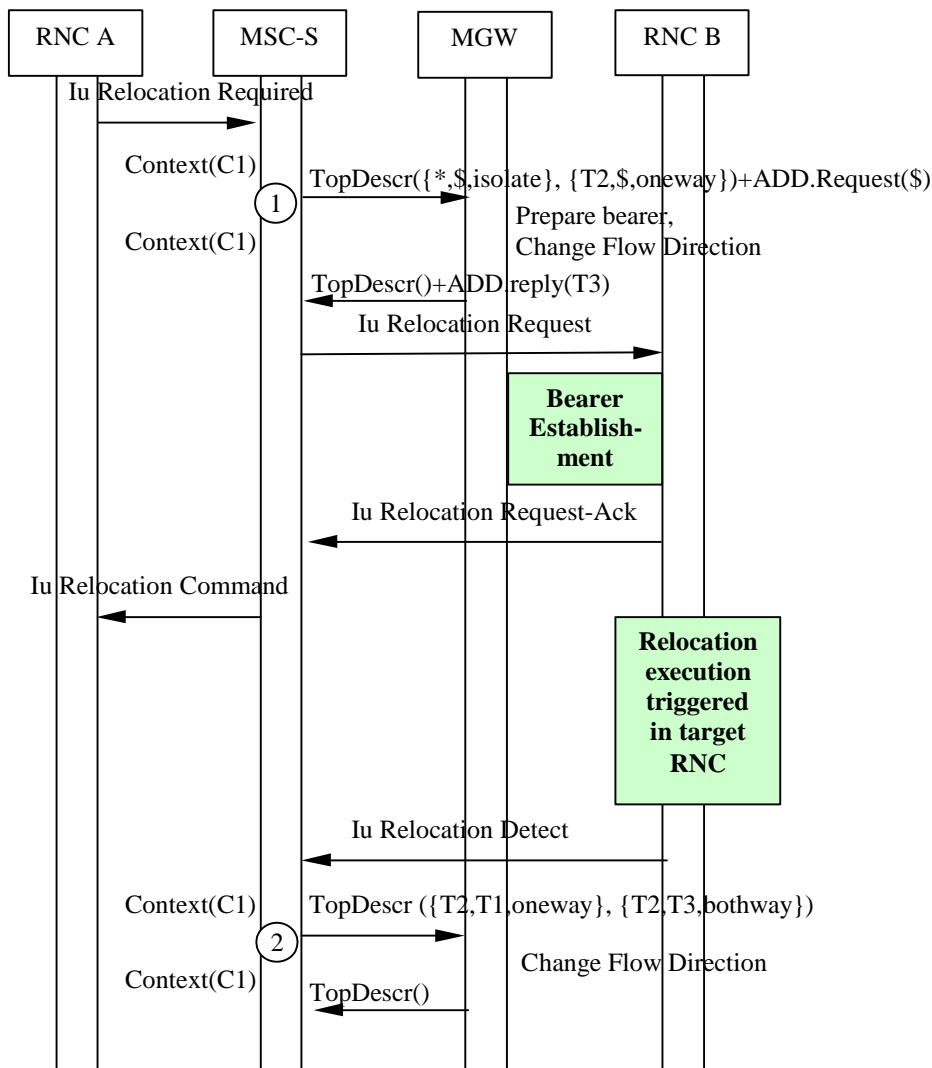 RNC A
MSC-S
MGW
RNC B
Iu Relocation Required
Context(C1)
TopDescr({*,$,isolate}, {T2,$,oneway})+ADD.Request($)
1
Prepare bearer,
Change Flow Direction
Context(C1)
TopDescr()+ADD.reply(T3)
Iu Relocation Request
Bearer
Establish-
ment
Iu Relocation Request-Ack
Iu Relocation Command
Relocation
execution
triggered
in target
RNC
Iu Relocation Detect
Context(C1)
TopDescr ({T2,T1,oneway}, {T2,T3,bothway})
2
Change Flow Direction
Context(C1)
TopDescr()